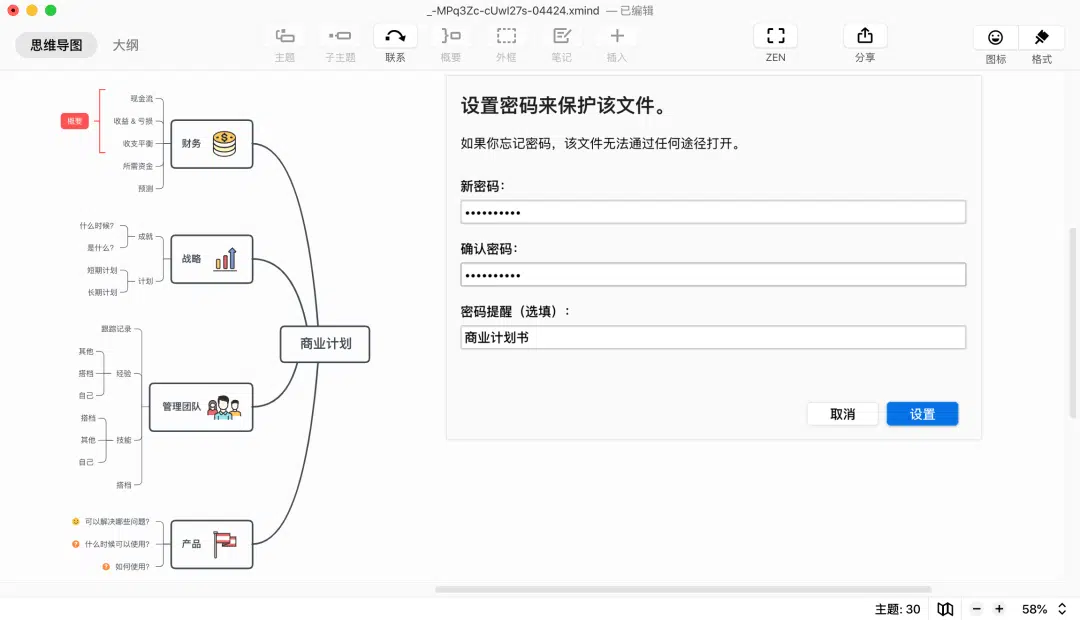 _-MPq3Zc-cUwI27s-04424.xmind — 已编辑
思维导图
大纲
主题
子主题
联系
概要
外框
笔记
插入
ZEN
分享
图标
格式
设置密码来保护该文件。
如果你忘记密码，该文件无法通过任何途径打开。
新密码：
••••••••••
确认密码：
••••••••••
密码提醒（选填）：
商业计划书
取消
设置
商业计划
财务
现金流
收益 & 亏损
收支平衡
所需资金
预测
概要
战略
成就
什么时候?
是什么?
计划
短期计划
长期计划
管理团队
跟踪记录
经验
其他
搭档
自己
技能
搭档
其他
自己
搭档
产品
可以解决哪些问题?
什么时候可以使用?
如何使用?
主题: 30
58%